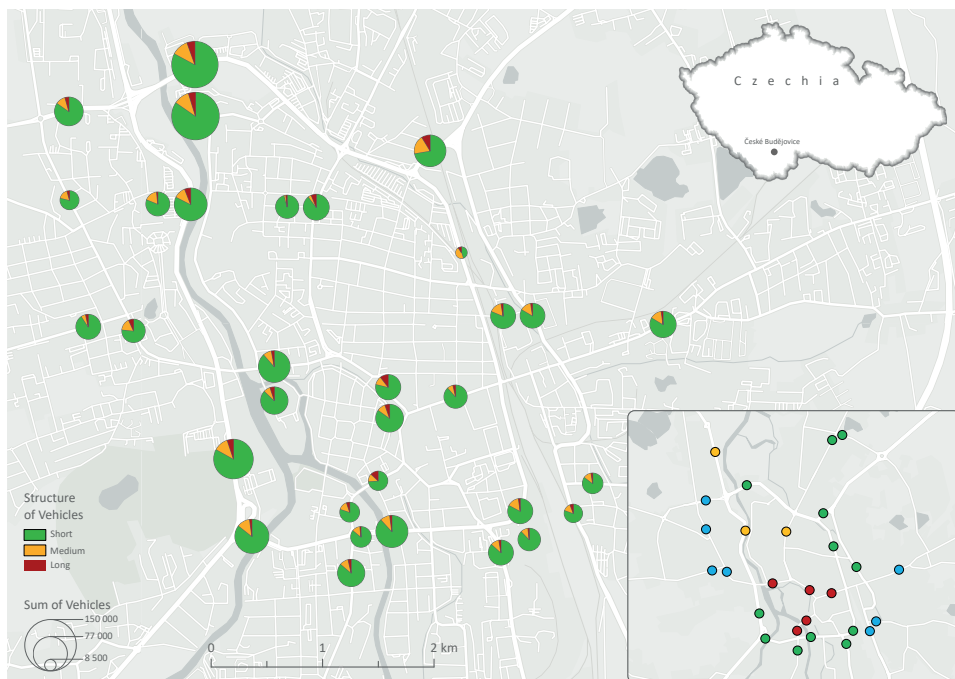 Czechia
České Budějovice
Structure
of Vehicles
Short
Medium
Long
Sum of Vehicles
150 000
77 000
8 500
0 1 2 km